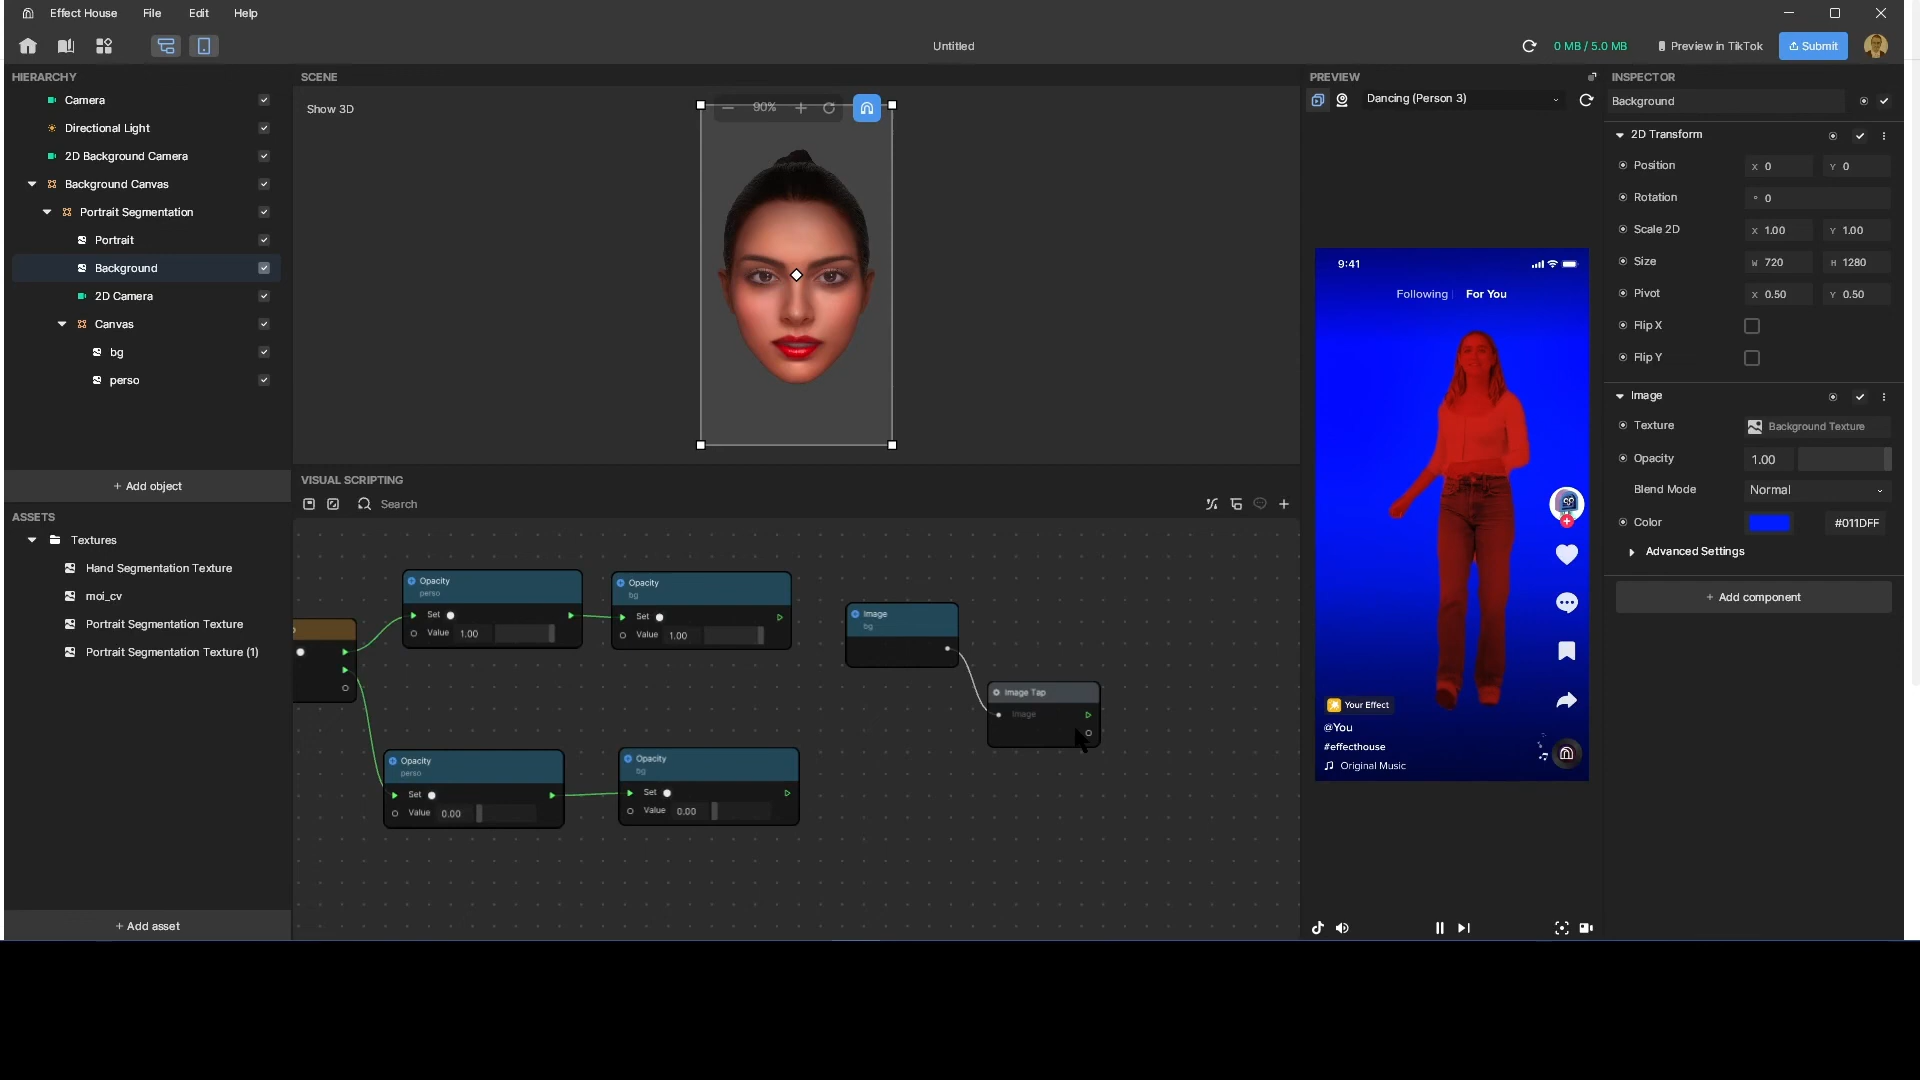 Effect House File Edit Help
Untitled
0 MB / 5.0 MB Preview in TikTok Submit
HIERARCHY
Camera
Directional Light
2D Background Camera
Background Canvas
Portrait Segmentation
Portrait
Background
2D Camera
Canvas
bg
perso
+ Add object
ASSETS
Textures
Hand Segmentation Texture
moi_cv
Portrait Segmentation Texture
Portrait Segmentation Texture (1)
+ Add asset
SCENE
Show 3D
90%
VISUAL SCRIPTING
Search
Opacity
perso
Set
Value 1.00
Opacity
bg
Set
Value 1.00
Image
bg
Image Tap
Image
Opacity
perso
Set
Value 0.00
Opacity
bg
Set
Value 0.00
PREVIEW
Dancing (Person 3)
9:41
Following For You
Your Effect
@You
#effecthouse
Original Music
INSPECTOR
Background
2D Transform
Position X 0 Y 0
Rotation ° 0
Scale 2D X 1.00 Y 1.00
Size W 720 H 1280
Pivot X 0.50 Y 0.50
Flip X
Flip Y
Image
Texture Background Texture
Opacity 1.00
Blend Mode Normal
Color #011DFF
Advanced Settings
+ Add component